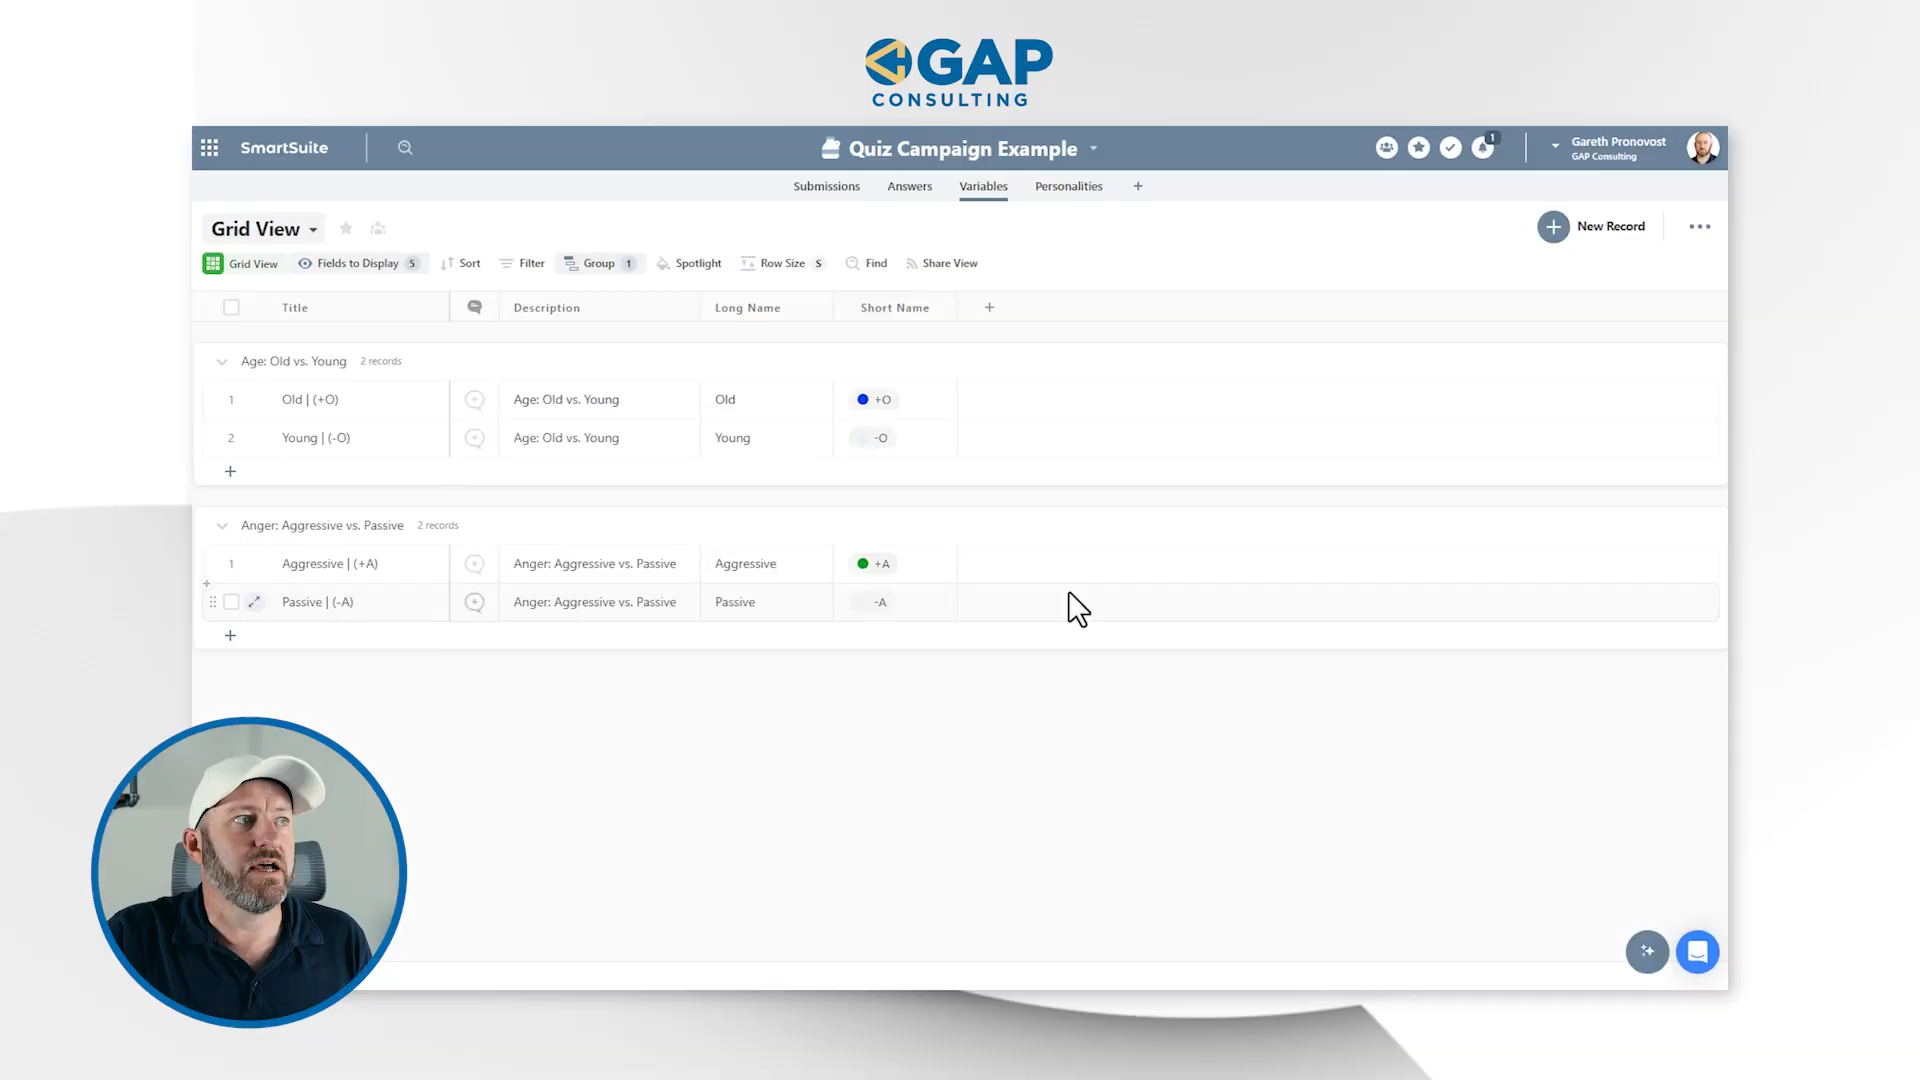 GAP
CONSULTING
SmartSuite
Quiz Campaign Example
1
Gareth Pronovost
GAP Consulting
Submissions Answers Variables Personalities +
Grid View
New Record
Grid View Fields to Display 5 Sort Filter Group 1 Spotlight Row Size S Find Share View
Title Description Long Name Short Name +
Age: Old vs. Young 2 records
1 Old | (+O) Age: Old vs. Young Old +O
2 Young | (-O) Age: Old vs. Young Young -O
+
Anger: Aggressive vs. Passive 2 records
1 Aggressive | (+A) Anger: Aggressive vs. Passive Aggressive +A
Passive | (-A) Anger: Aggressive vs. Passive Passive -A
+